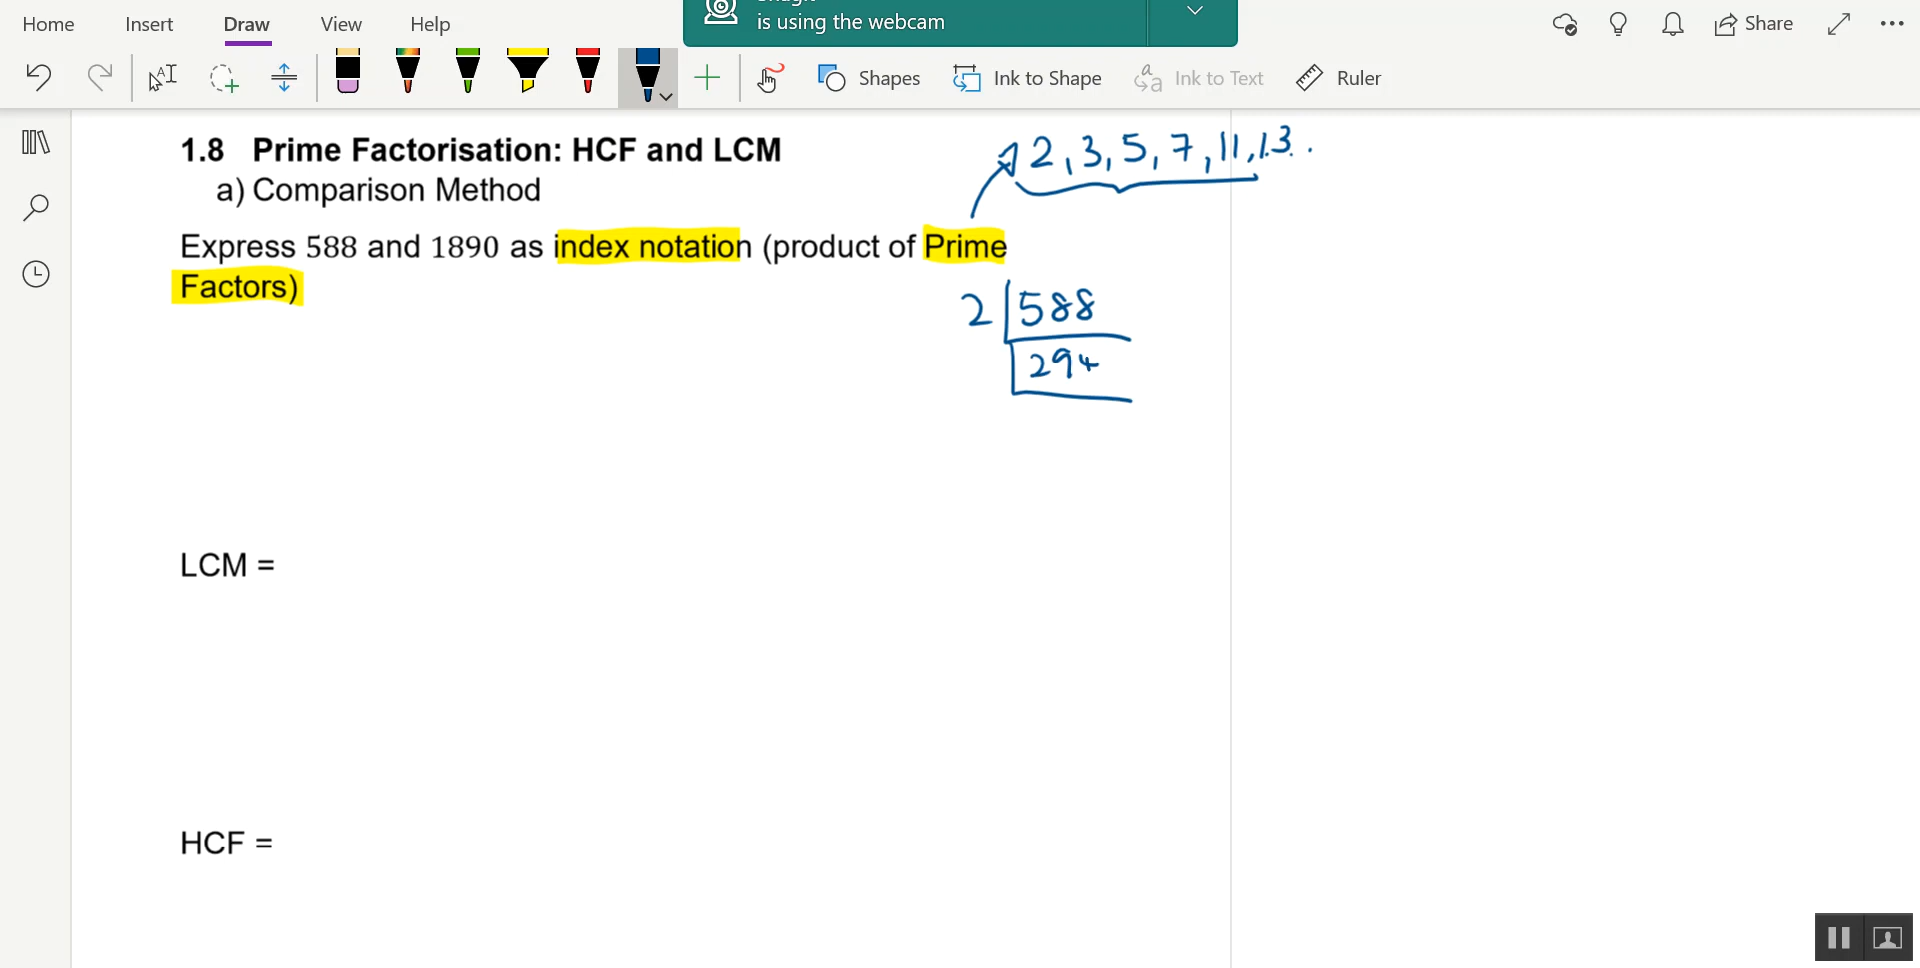 Home Insert Draw View Help
is using the webcam
Share
Shapes Ink to Shape Ink to Text Ruler
1.8 Prime Factorisation: HCF and LCM
2, 3, 5, 7, 11, 13..
a) Comparison Method
Express 588 and 1890 as index notation (product of Prime
Factors)
2 588
294
LCM =
HCF =